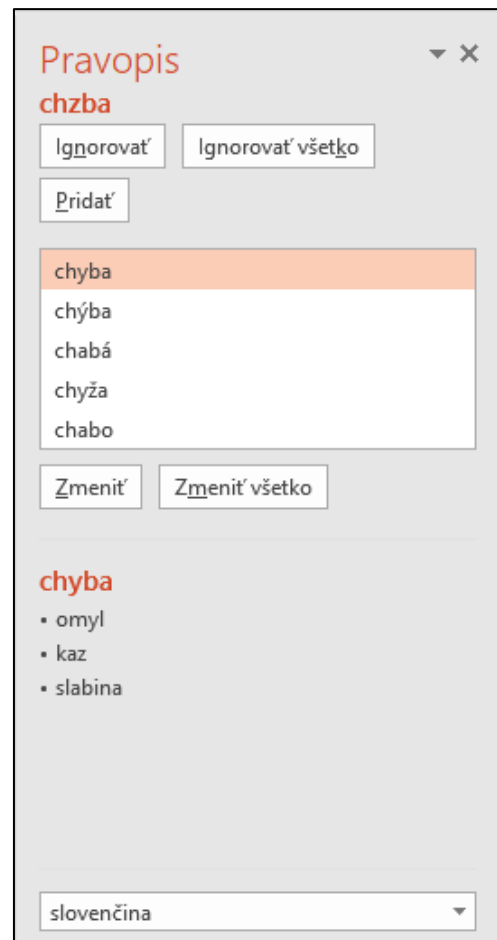 Pravopis
chzba
Ignorovať Ignorovať všetko
Pridať
chyba
chýba
chabá
chyža
chabo
Zmeniť Zmeniť všetko
chyba
• omyl
• kaz
• slabina
slovenčina